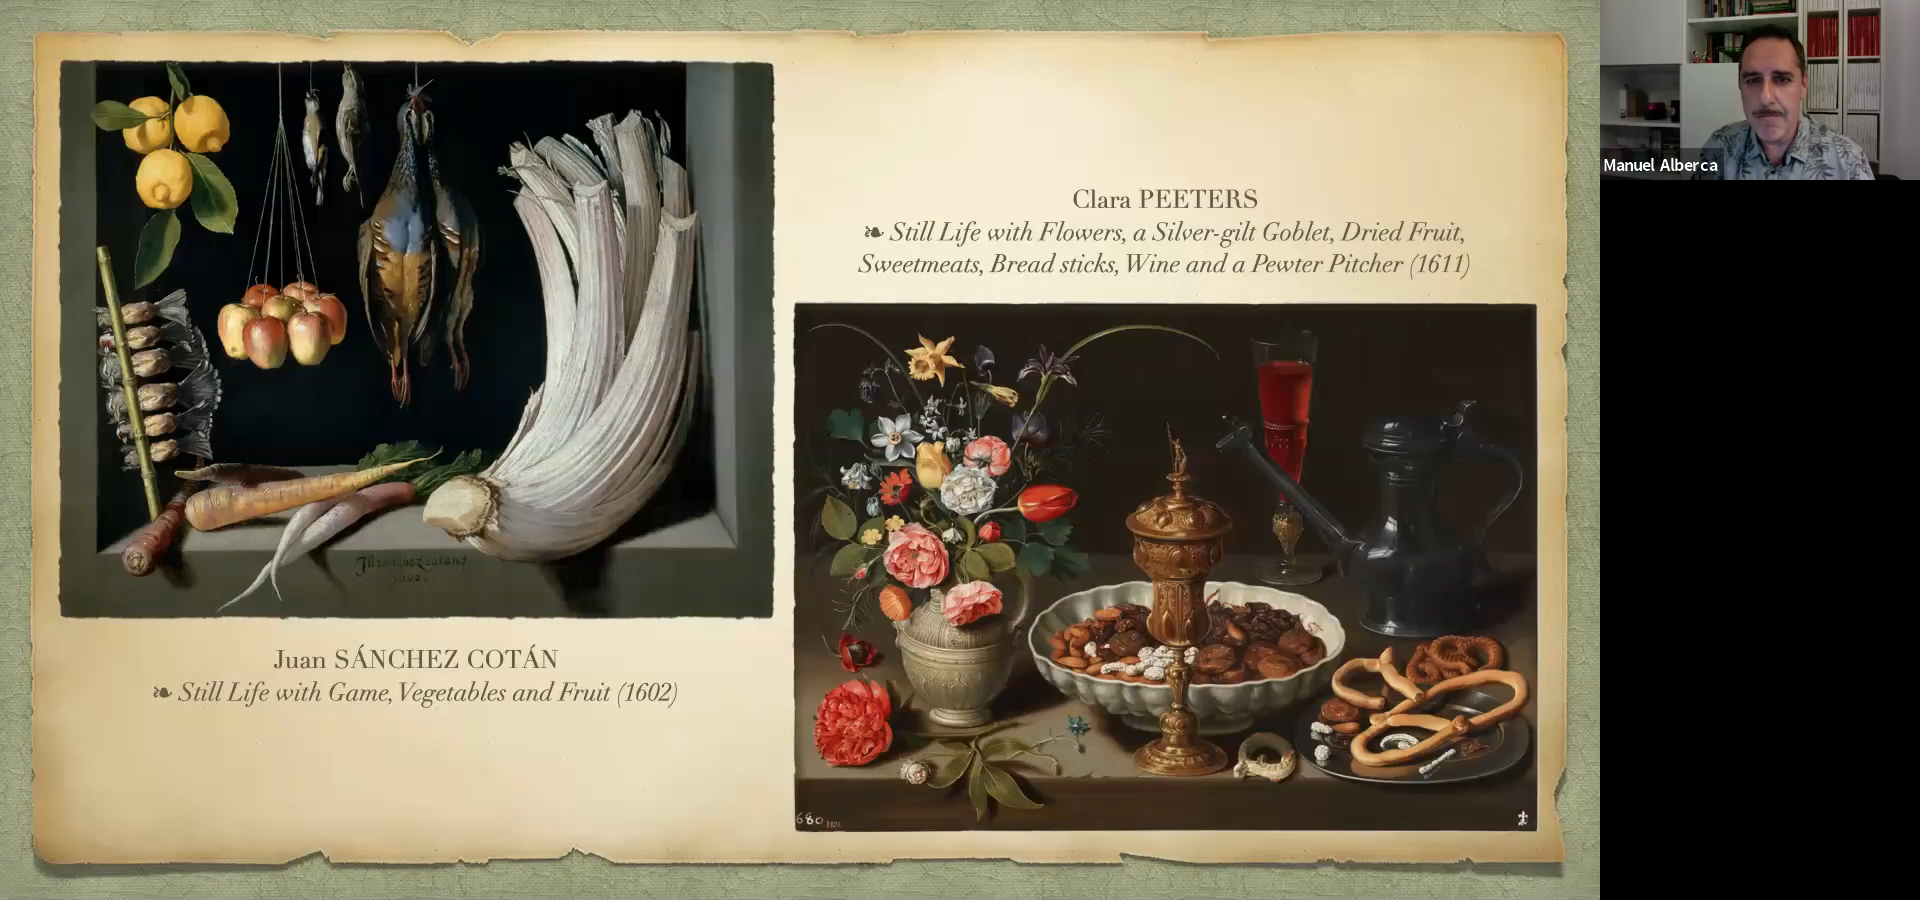 Manuel Alberca
Clara PEETERS
❧ Still Life with Flowers, a Silver-gilt Goblet, Dried Fruit,
Sweetmeats, Bread sticks, Wine and a Pewter Pitcher (1611)
Juan SÁNCHEZ COTÁN
❧ Still Life with Game, Vegetables and Fruit (1602)
680